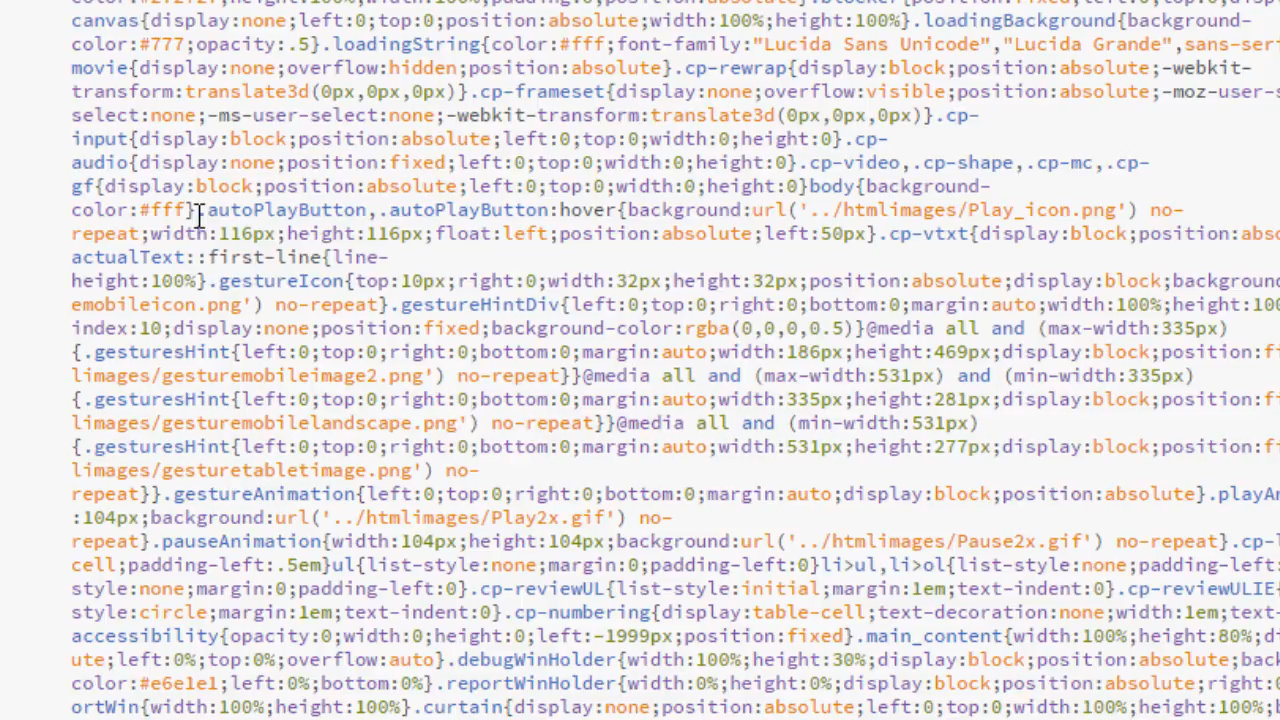 canvas{display:none;left:0;top:0;position:absolute;width:100%;height:100%}.loadingBackground{background-
color:#777;opacity:.5}.loadingString{color:#fff;font-family:"Lucida Sans Unicode","Lucida Grande",sans-seri
movie{display:none;overflow:hidden;position:absolute}.cp-rewrap{display:block;position:absolute;-webkit-
transform:translate3d(0px,0px,0px)}.cp-frameset{display:none;overflow:visible;position:absolute;-moz-user-s
select:none;-ms-user-select:none;-webkit-transform:translate3d(0px,0px,0px)}.cp-
input{display:block;position:absolute;left:0;top:0;width:0;height:0}.cp-
audio{display:none;position:fixed;left:0;top:0;width:0;height:0}.cp-video,.cp-shape,.cp-mc,.cp-
gf{display:block;position:absolute;left:0;top:0;width:0;height:0}body{background-
color:#fff}.autoPlayButton,.autoPlayButton:hover{background:url('../htmlimages/Play_icon.png') no-
repeat;width:116px;height:116px;float:left;position:absolute;left:50px}.cp-vtxt{display:block;position:abso
actualText::first-line{line-
height:100%}.gestureIcon{top:10px;right:0;width:32px;height:32px;position:absolute;display:block;background
emobileicon.png') no-repeat}.gestureHintDiv{left:0;top:0;right:0;bottom:0;margin:auto;width:100%;height:100
index:10;display:none;position:fixed;background-color:rgba(0,0,0,0.5)}@media all and (max-width:335px)
{.gesturesHint{left:0;top:0;right:0;bottom:0;margin:auto;width:186px;height:469px;display:block;position:fi
limages/gesturemobileimage2.png') no-repeat}}@media all and (max-width:531px) and (min-width:335px)
{.gesturesHint{left:0;top:0;right:0;bottom:0;margin:auto;width:335px;height:281px;display:block;position:fi
limages/gesturemobilelandscape.png') no-repeat}}@media all and (min-width:531px)
{.gesturesHint{left:0;top:0;right:0;bottom:0;margin:auto;width:531px;height:277px;display:block;position:fi
limages/gesturetabletimage.png') no-
repeat}}.gestureAnimation{left:0;top:0;right:0;bottom:0;margin:auto;display:block;position:absolute}.playAn
:104px;background:url('../htmlimages/Play2x.gif') no-
repeat}.pauseAnimation{width:104px;height:104px;background:url('../htmlimages/Pause2x.gif') no-repeat}.cp-l
cell;padding-left:.5em}ul{list-style:none;margin:0;padding-left:0}li>ul,li>ol{list-style:none;padding-left:
style:none;margin:0;padding-left:0}.cp-reviewUL{list-style:initial;margin:1em;text-indent:0}.cp-reviewULIE{
style:circle;margin:1em;text-indent:0}.cp-numbering{display:table-cell;text-decoration:none;width:1em;text-
accessibility{opacity:0;width:0;height:0;left:-1999px;position:fixed}.main_content{width:100%;height:80%;di
ute;left:0%;top:0%;overflow:auto}.debugWinHolder{width:100%;height:30%;display:block;position:absolute;back
color:#e6e1e1;left:0%;bottom:0%}.reportWinHolder{width:0%;height:0%;display:block;position:absolute;right:0
ortWin{width:100%;height:100%}.curtain{display:none;position:absolute;left:0;top:0;width:100%;height:100%;b